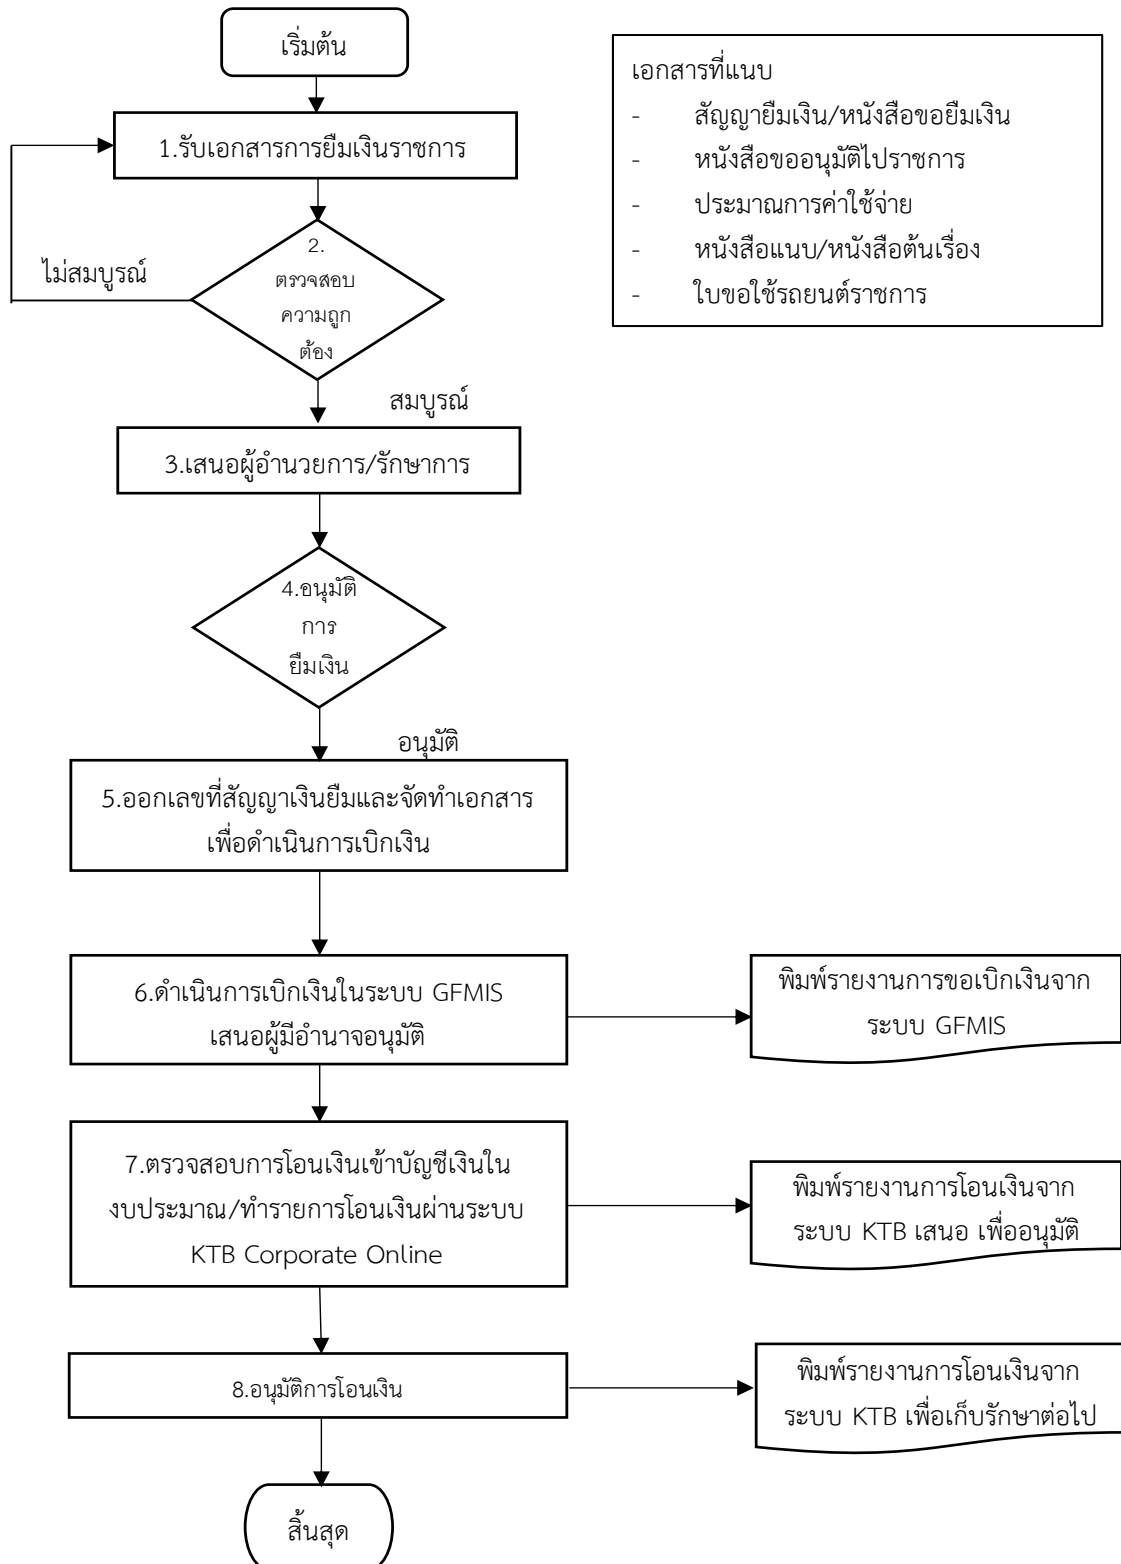 เริ่มต้น
เอกสารที่แนบ
- สัญญายืมเงิน/หนังสือขอยืมเงิน
- หนังสือขออนุมัติไปราชการ
- ประมาณการค่าใช้จ่าย
- หนังสือแนบ/หนังสือต้นเรื่อง
- ใบขอใช้รถยนต์ราชการ
1.รับเอกสารการยืมเงินราชการ
ไม่สมบูรณ์
2.
ตรวจสอบ
ความถูก
ต้อง
สมบูรณ์
3.เสนอผู้อำนวยการ/รักษาการ
4.อนุมัติ
การ
ยืมเงิน
อนุมัติ
5.ออกเลขที่สัญญาเงินยืมและจัดทำเอกสาร
เพื่อดำเนินการเบิกเงิน
6.ดำเนินการเบิกเงินในระบบ GFMIS
เสนอผู้มีอำนาจอนุมัติ
พิมพ์รายงานการขอเบิกเงินจาก
ระบบ GFMIS
7.ตรวจสอบการโอนเงินเข้าบัญชีเงินใน
งบประมาณ/ทำรายการโอนเงินผ่านระบบ
KTB Corporate Online
พิมพ์รายงานการโอนเงินจาก
ระบบ KTB เสนอ เพื่ออนุมัติ
8.อนุมัติการโอนเงิน
พิมพ์รายงานการโอนเงินจาก
ระบบ KTB เพื่อเก็บรักษาต่อไป
สิ้นสุด